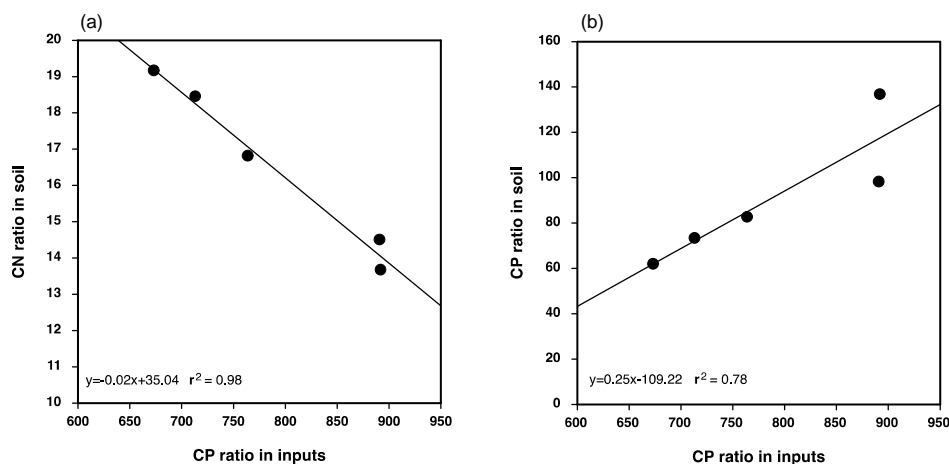 (a)
CN ratio in soil
20
19
18
17
16
15
14
13
12
11
10
y=-0.02x+35.04 r² = 0.98
600 650 700 750 800 850 900 950
CP ratio in inputs
(b)
CP ratio in soil
160
140
120
100
80
60
40
20
0
y=0.25x-109.22 r² = 0.78
600 650 700 750 800 850 900 950
CP ratio in inputs